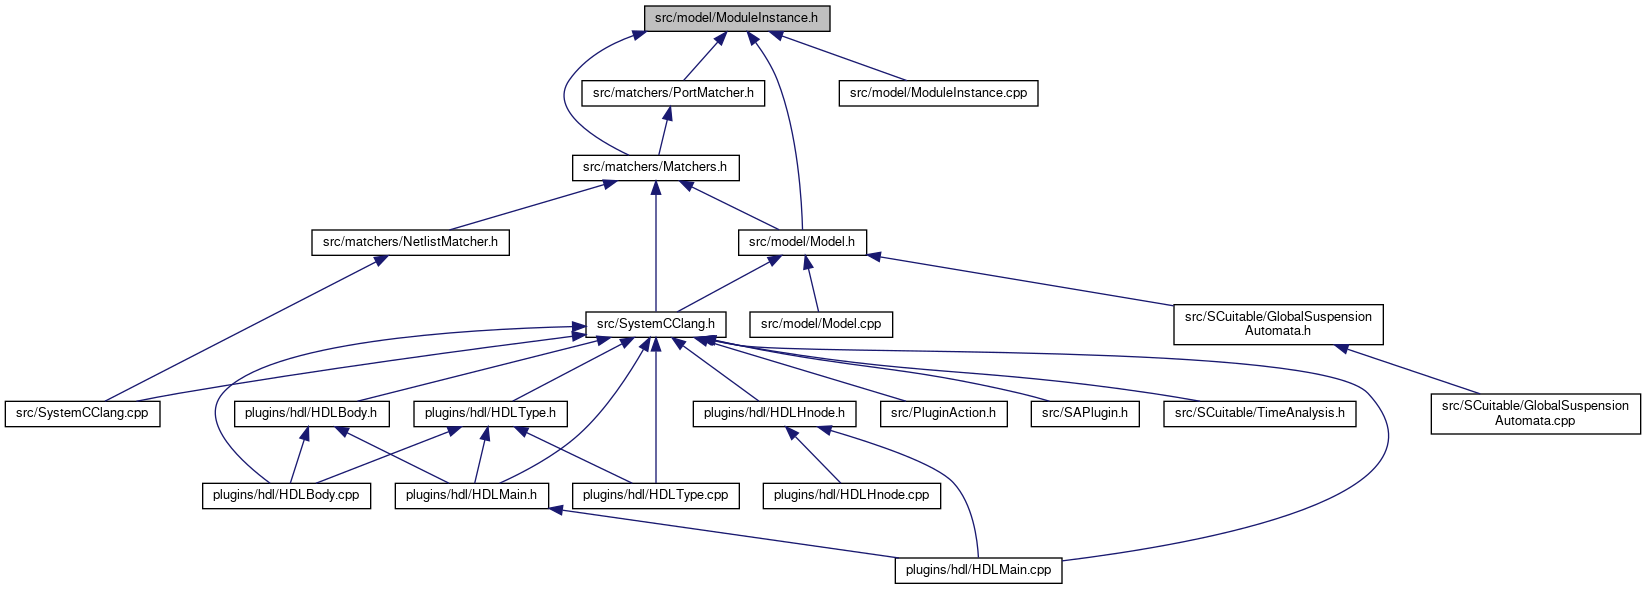 src/model/ModuleInstance.h
src/matchers/PortMatcher.h
src/model/ModuleInstance.cpp
src/matchers/Matchers.h
src/matchers/NetlistMatcher.h
src/model/Model.h
src/SystemCClang.h
src/model/Model.cpp
src/SCuitable/GlobalSuspension
Automata.h
src/SystemCClang.cpp
plugins/hdl/HDLBody.h
plugins/hdl/HDLType.h
plugins/hdl/HDLHnode.h
src/PluginAction.h
src/SAPlugin.h
src/SCuitable/TimeAnalysis.h
src/SCuitable/GlobalSuspension
Automata.cpp
plugins/hdl/HDLBody.cpp
plugins/hdl/HDLMain.h
plugins/hdl/HDLType.cpp
plugins/hdl/HDLHnode.cpp
plugins/hdl/HDLMain.cpp